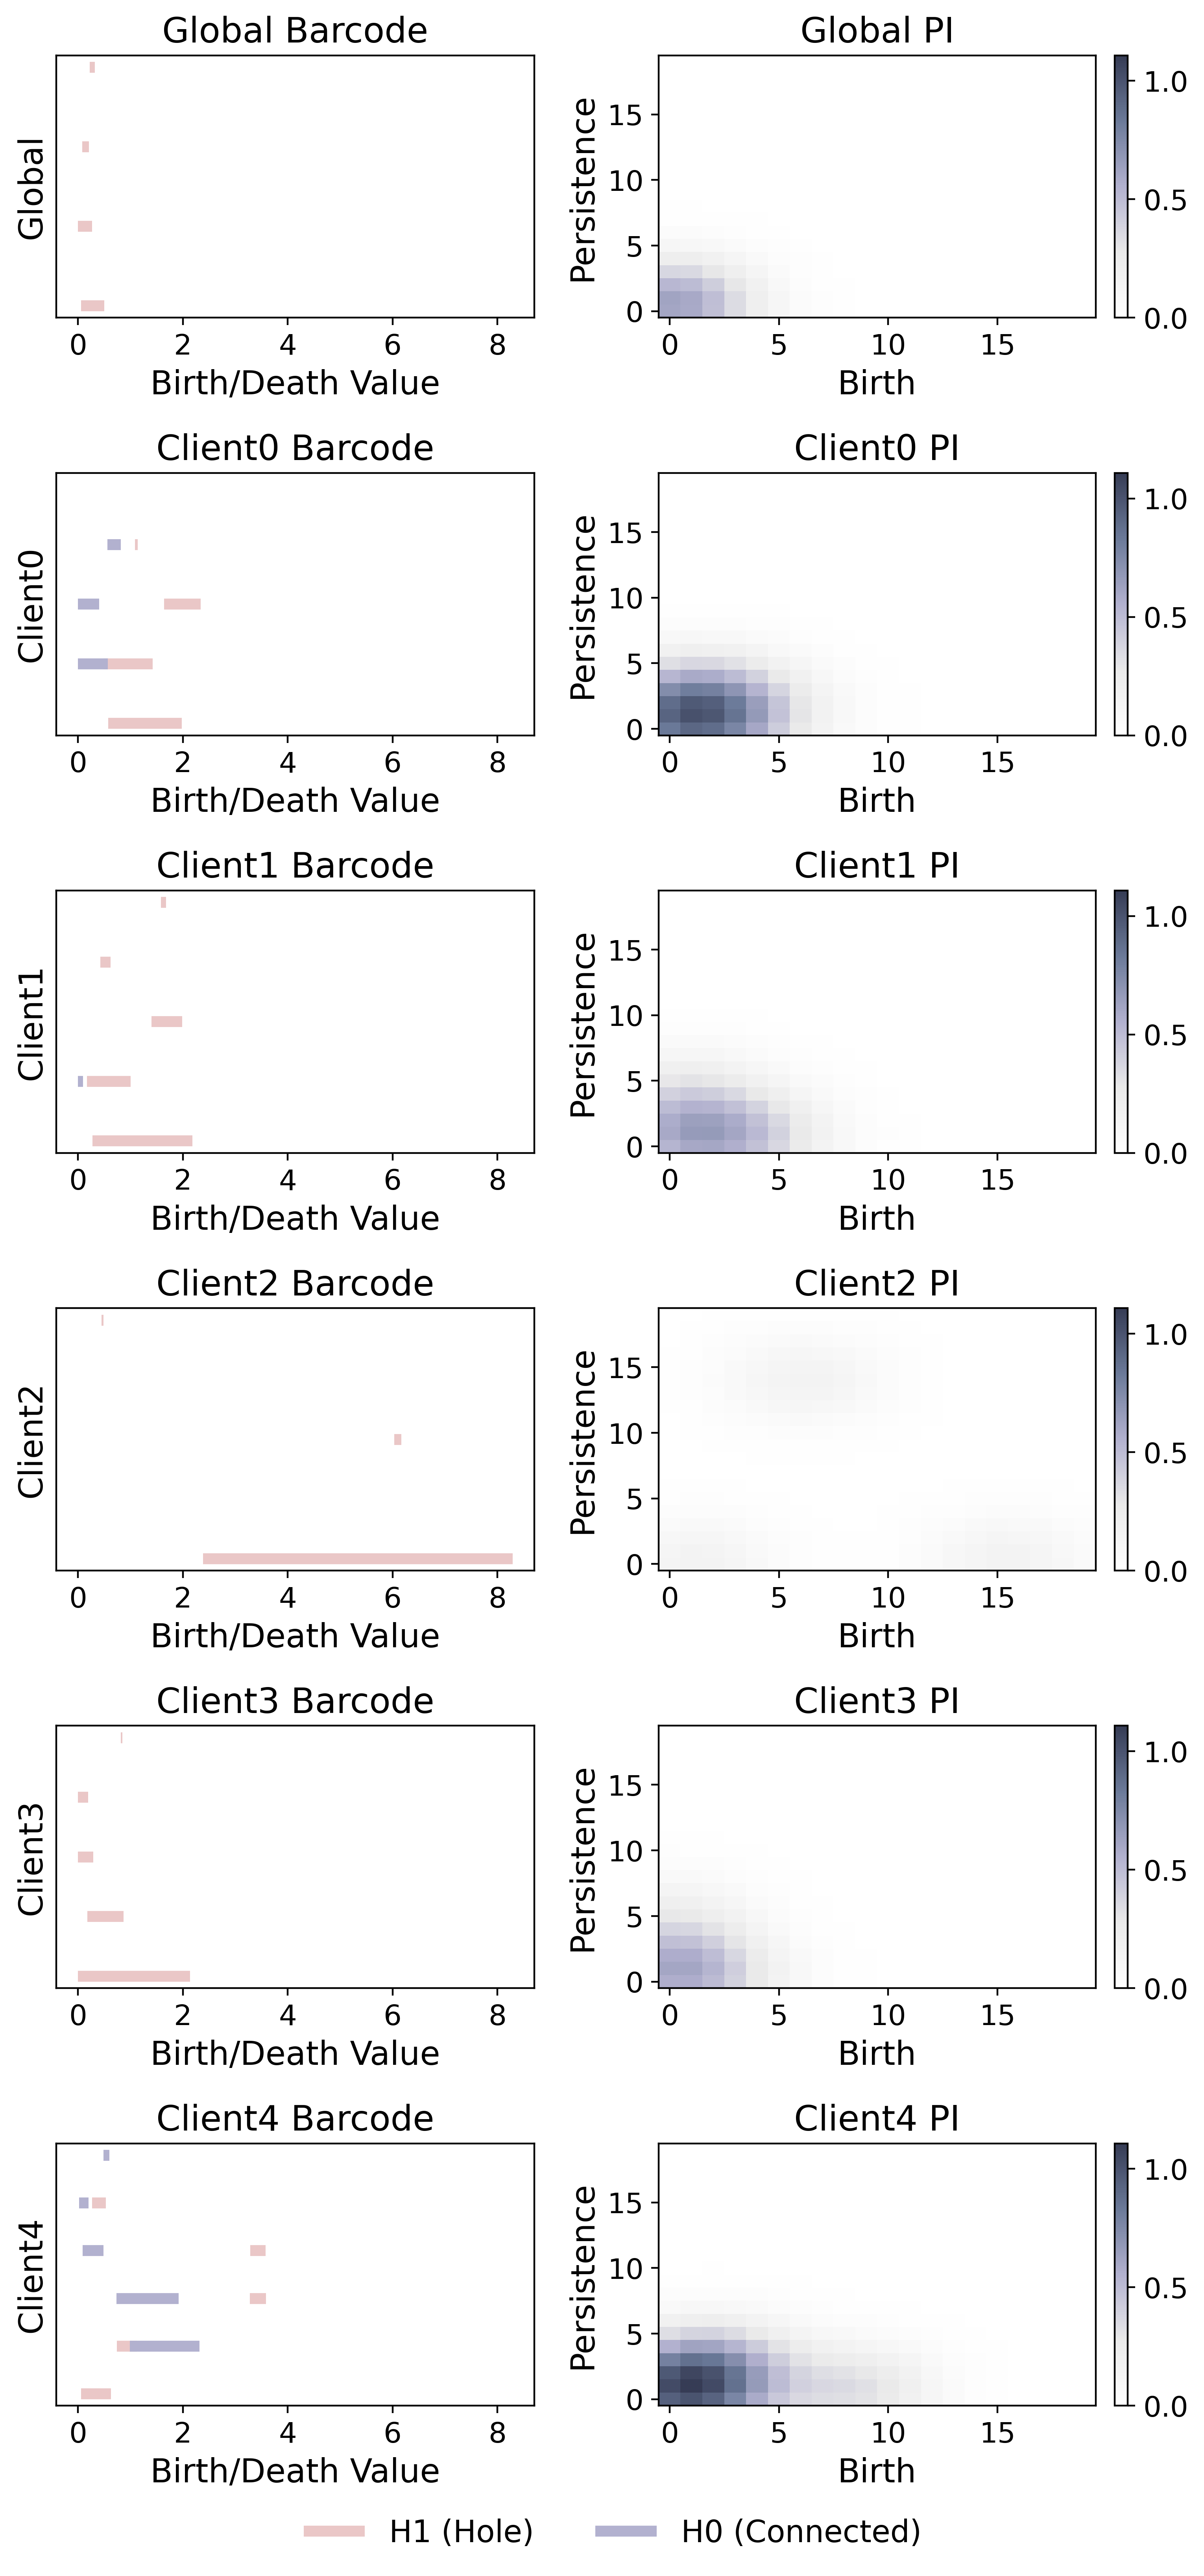 Global Barcode
Global PI
Global
0 2 4 6 8
Birth/Death Value
Persistence
15
10
5
0
0 5 10 15
Birth
1.0
0.5
0.0
Client0 Barcode
Client0 PI
Client0
0 2 4 6 8
Birth/Death Value
Persistence
15
10
5
0
0 5 10 15
Birth
1.0
0.5
0.0
Client1 Barcode
Client1 PI
Client1
0 2 4 6 8
Birth/Death Value
Persistence
15
10
5
0
0 5 10 15
Birth
1.0
0.5
0.0
Client2 Barcode
Client2 PI
Client2
0 2 4 6 8
Birth/Death Value
Persistence
15
10
5
0
0 5 10 15
Birth
1.0
0.5
0.0
Client3 Barcode
Client3 PI
Client3
0 2 4 6 8
Birth/Death Value
Persistence
15
10
5
0
0 5 10 15
Birth
1.0
0.5
0.0
Client4 Barcode
Client4 PI
Client4
0 2 4 6 8
Birth/Death Value
Persistence
15
10
5
0
0 5 10 15
Birth
1.0
0.5
0.0
H1 (Hole)
H0 (Connected)